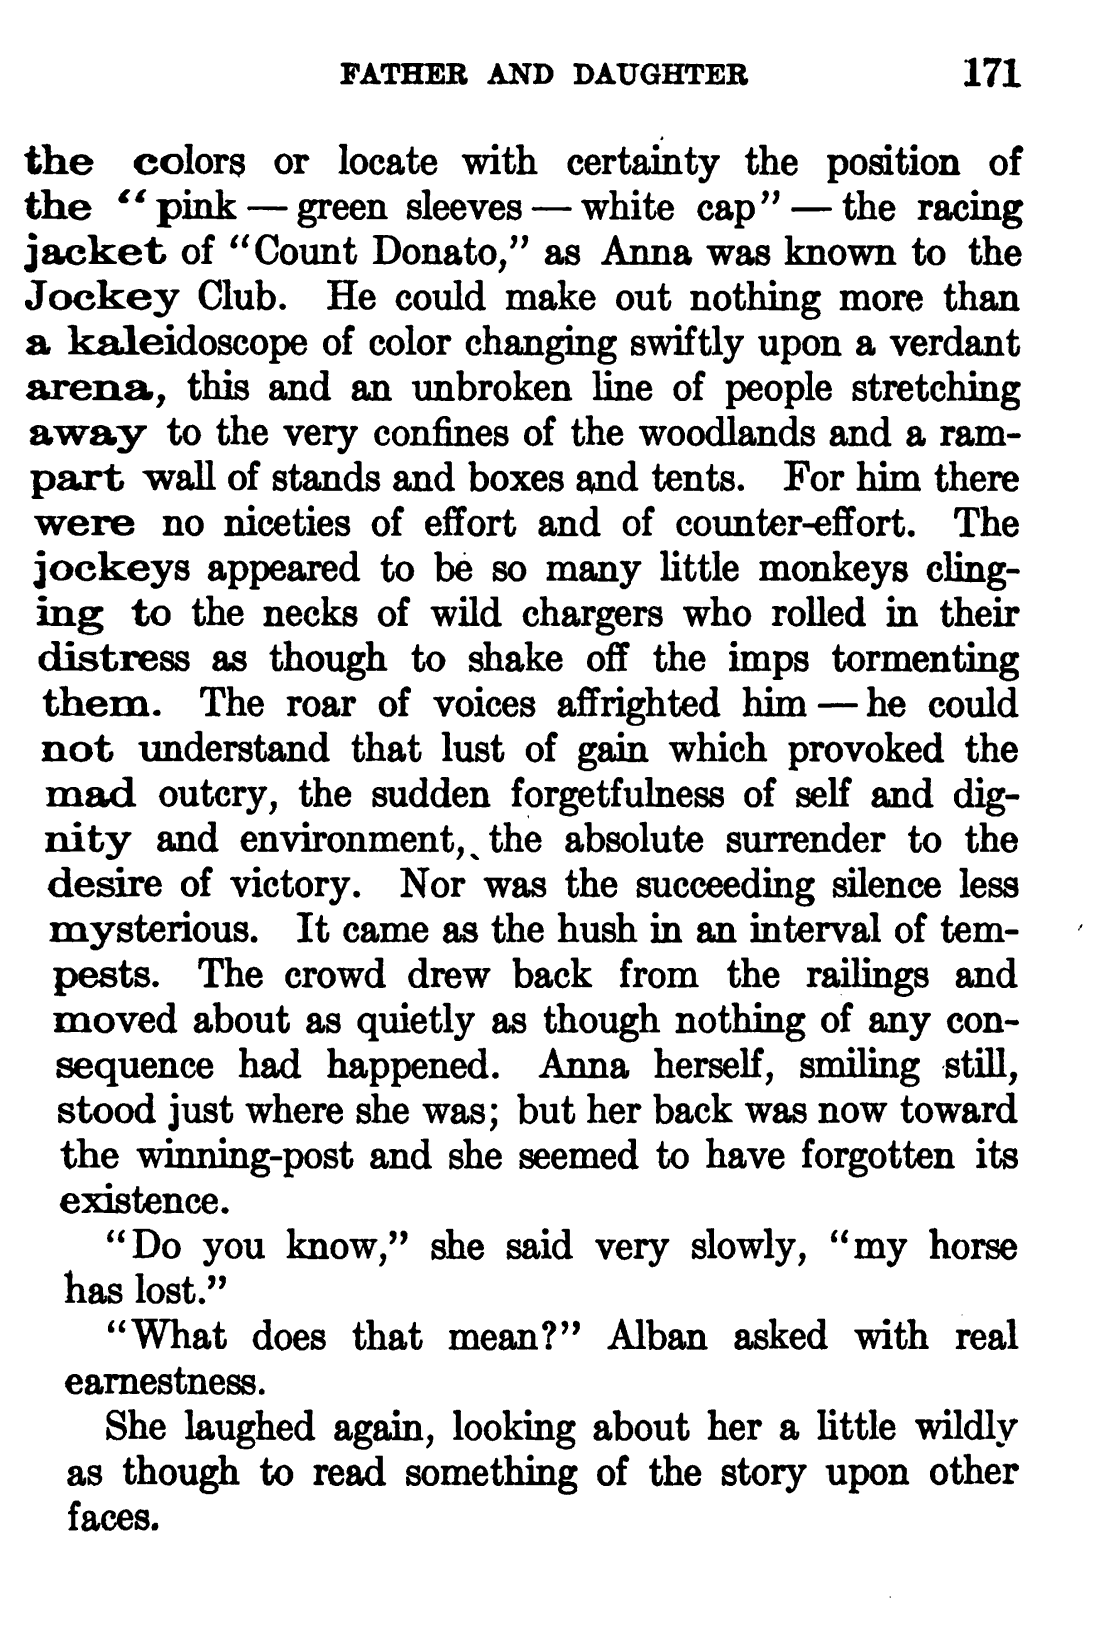 FATHER AND DAUGHTER 171
the colors or locate with certainty the position of
the “pink — green sleeves — white cap” — the racing
jacket of “Count Donato,” as Anna was known to the
Jockey Club. He could make out nothing more than
a kaleidoscope of color changing swiftly upon a verdant
arena, this and an unbroken line of people stretching
away to the very confines of the woodlands and a ram-
part wall of stands and boxes and tents. For him there
were no niceties of effort and of counter-effort. The
jockeys appeared to be so many little monkeys cling-
ing to the necks of wild chargers who rolled in their
distress as though to shake off the imps tormenting
them. The roar of voices affrighted him — he could
not understand that lust of gain which provoked the
mad outcry, the sudden forgetfulness of self and dig-
nity and environment, the absolute surrender to the
desire of victory. Nor was the succeeding silence less
mysterious. It came as the hush in an interval of tem-
pests. The crowd drew back from the railings and
moved about as quietly as though nothing of any con-
sequence had happened. Anna herself, smiling still,
stood just where she was; but her back was now toward
the winning-post and she seemed to have forgotten its
existence.
“Do you know,” she said very slowly, “my horse
has lost.”
“What does that mean?” Alban asked with real
earnestness.
She laughed again, looking about her a little wildly
as though to read something of the story upon other
faces.